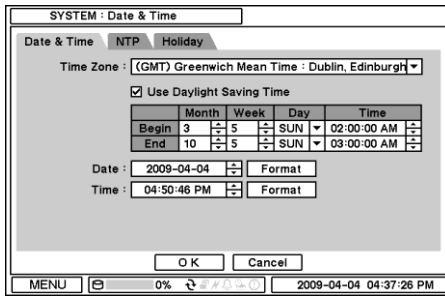 SYSTEM : Date & Time
Date & Time NTP Holiday
Time Zone : (GMT) Greenwich Mean Time : Dublin, Edinburgh
Use Daylight Saving Time
Month Week Day Time
Begin 3 5 SUN 02:00:00 AM
End 10 5 SUN 03:00:00 AM
Date : 2009-04-04 Format
Time : 04:50:46 PM Format
OK Cancel
MENU 0% 2009-04-04 04:37:26 PM